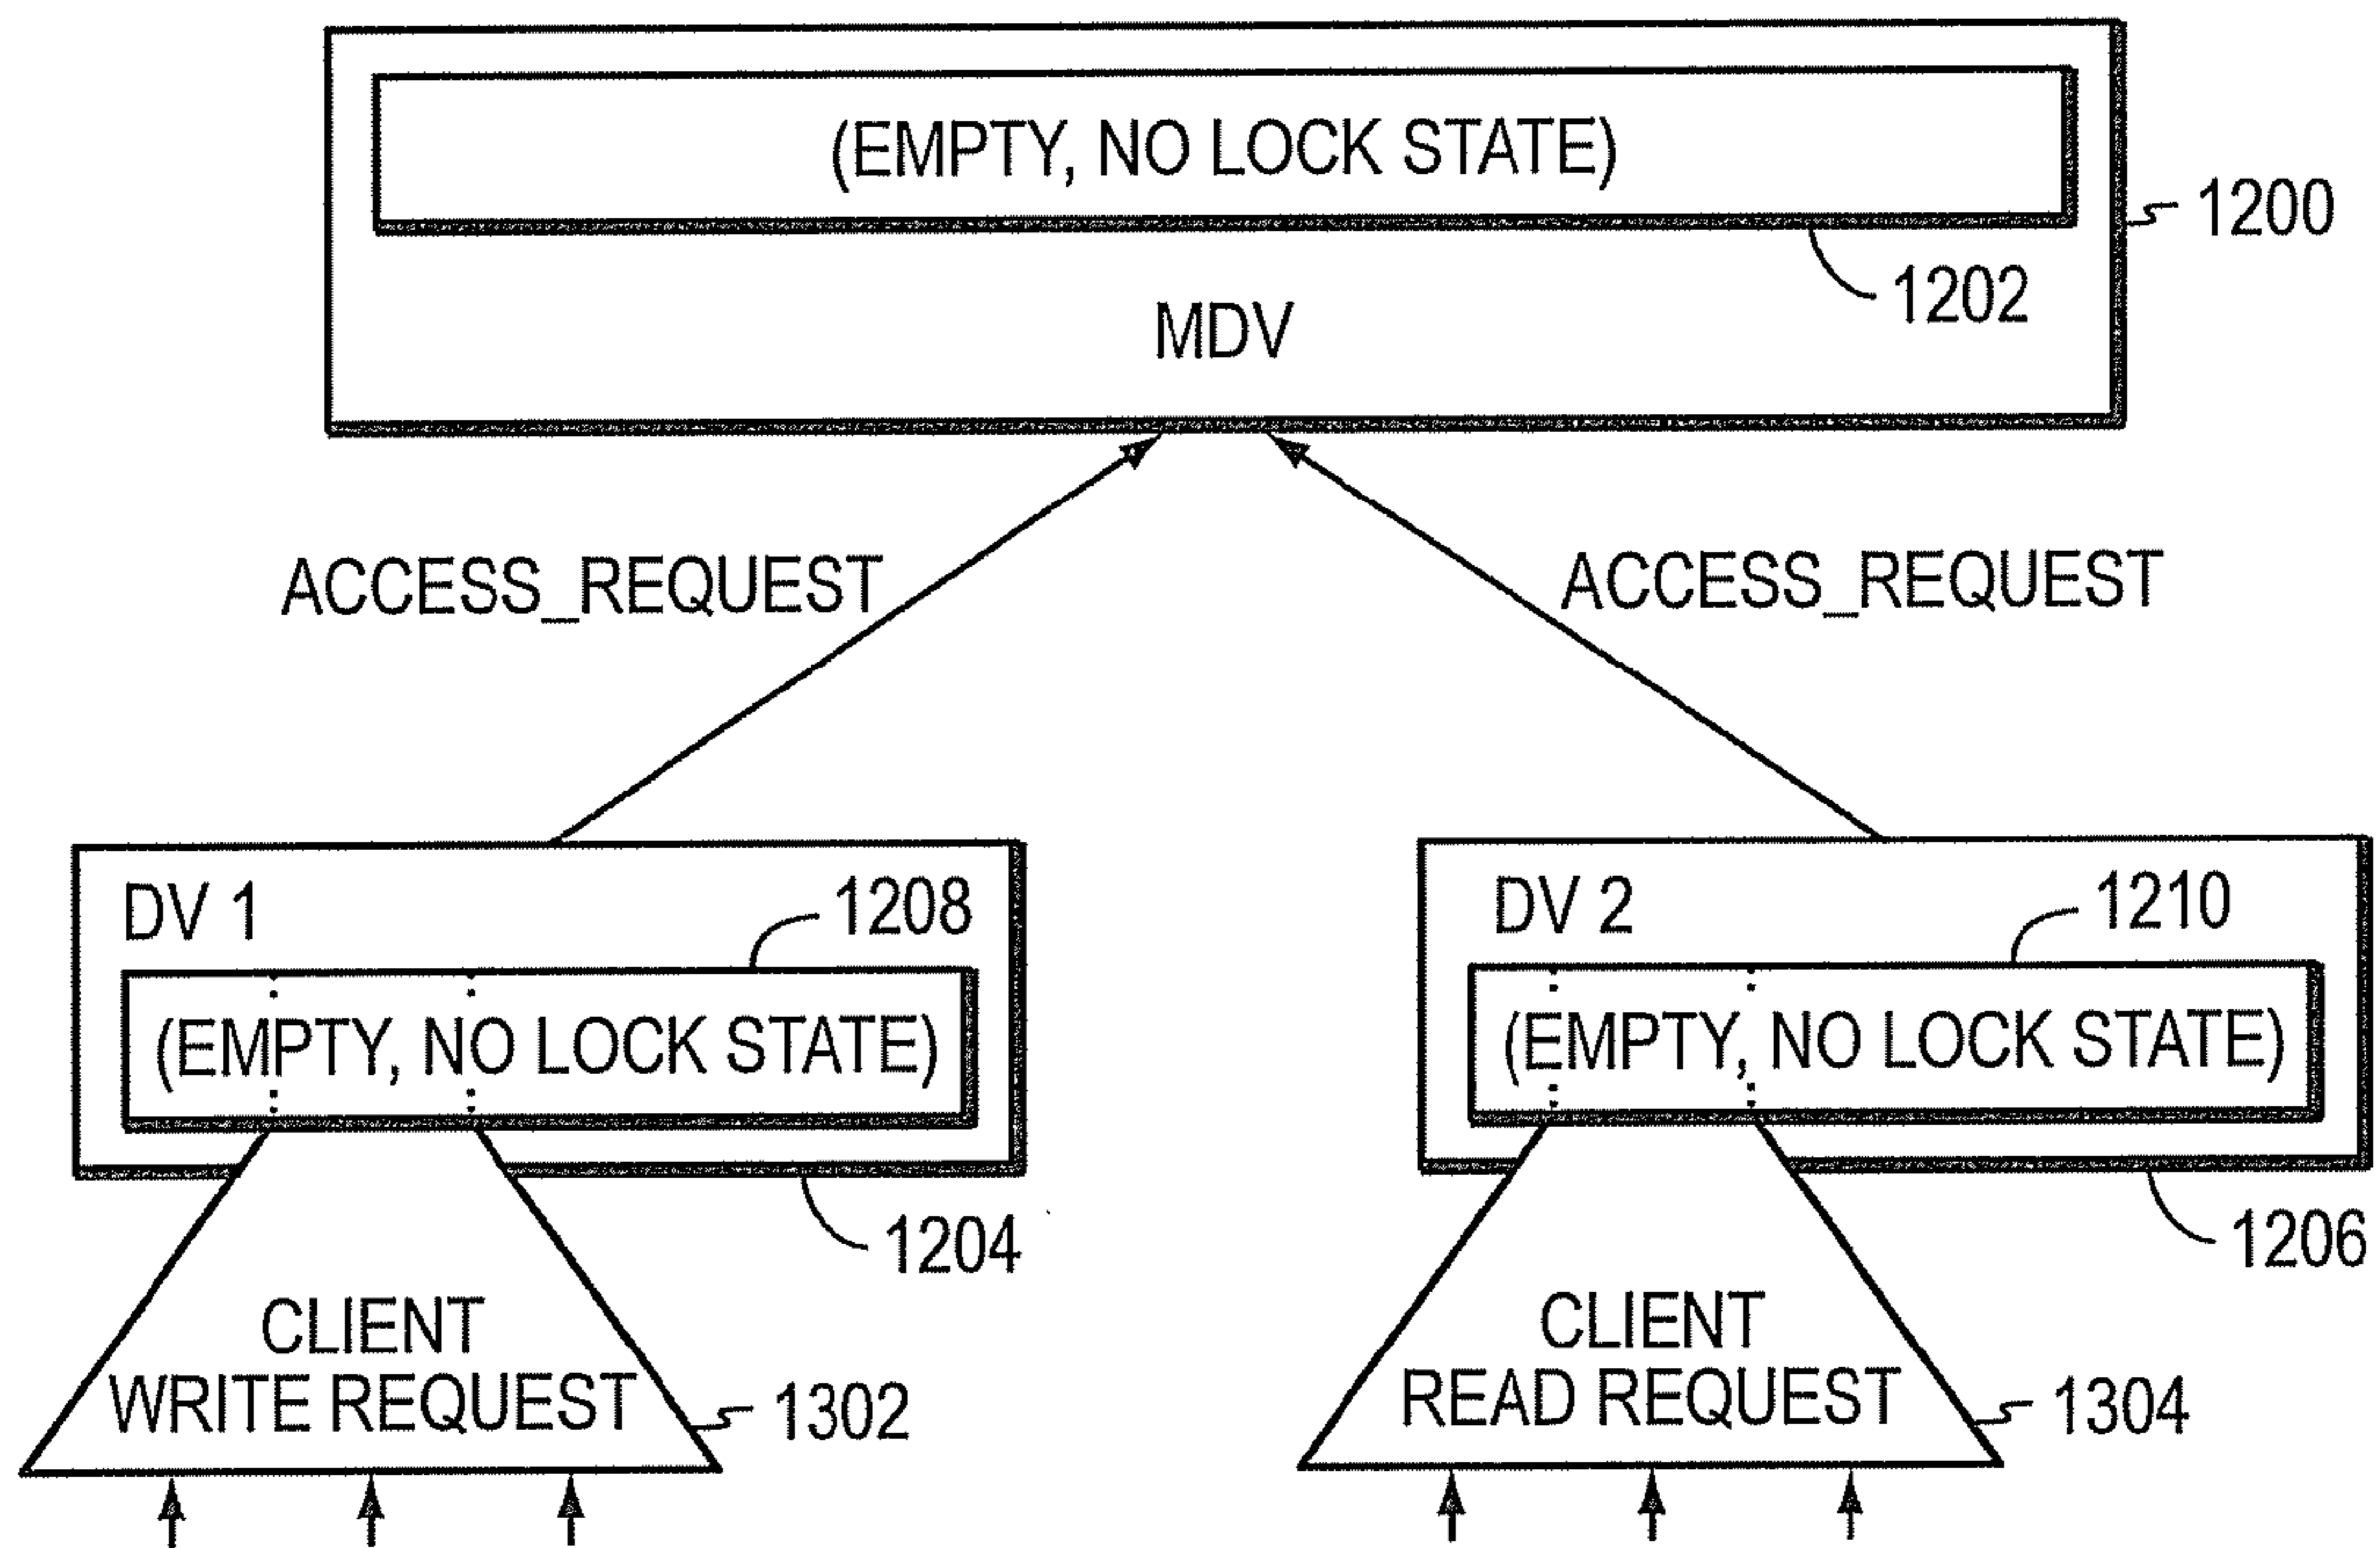 (EMPTY, NO LOCK STATE)
1200
1202
MDV
ACCESS_REQUEST
ACCESS_REQUEST
DV 1
1208
(EMPTY, NO LOCK STATE)
1204
CLIENT
WRITE REQUEST
1302
DV 2
1210
(EMPTY, NO LOCK STATE)
1206
CLIENT
READ REQUEST
1304